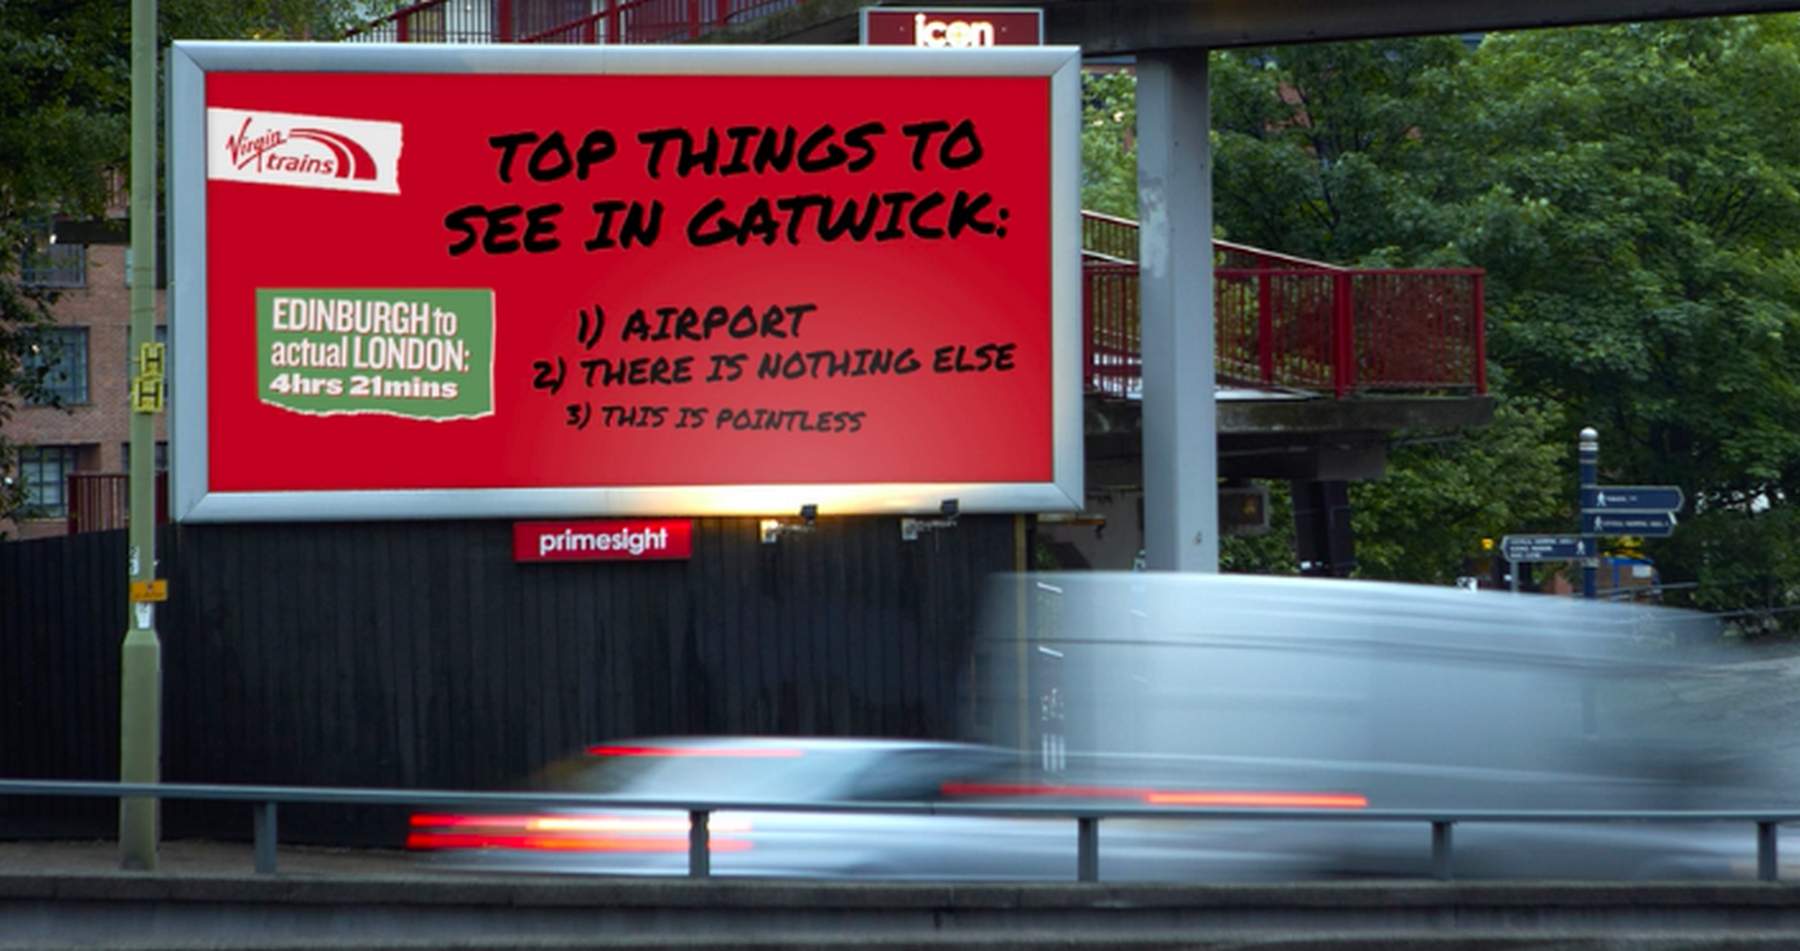 icon
Virgin
trains
TOP THINGS TO
SEE IN GATWICK:
EDINBURGH to
actual LONDON:
4hrs 21mins
1) AIRPORT
2) THERE IS NOTHING ELSE
3) THIS IS POINTLESS
H
H
primesight